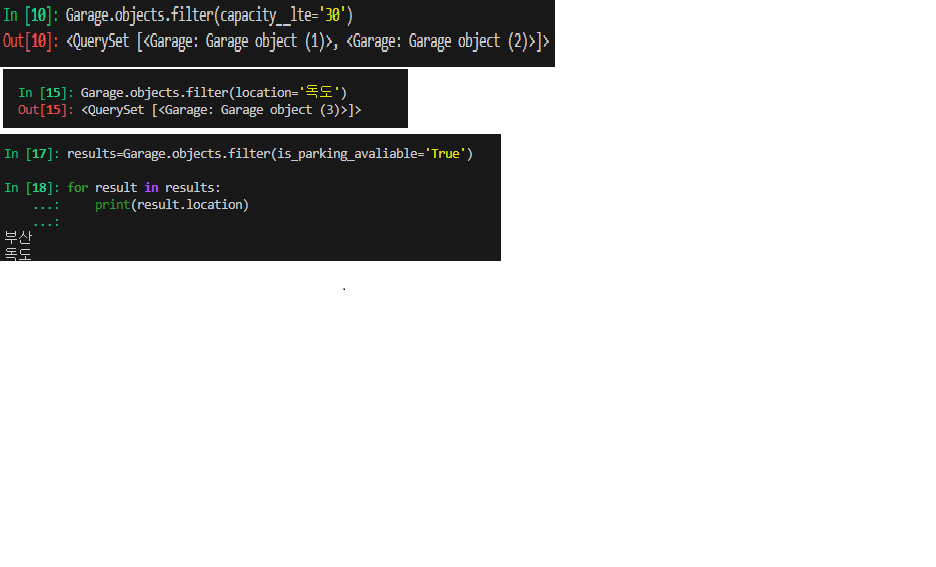 In [10]: Garage.objects.filter(capacity__lte='30')
Out[10]: <QuerySet [<Garage: Garage object (1)>, <Garage: Garage object (2)>]>
In [15]: Garage.objects.filter(location='독도')
Out[15]: <QuerySet [<Garage: Garage object (3)>]>
In [17]: results=Garage.objects.filter(is_parking_avaliable='True')
In [18]: for result in results:
...:     print(result.location)
...:
부산
독도
.